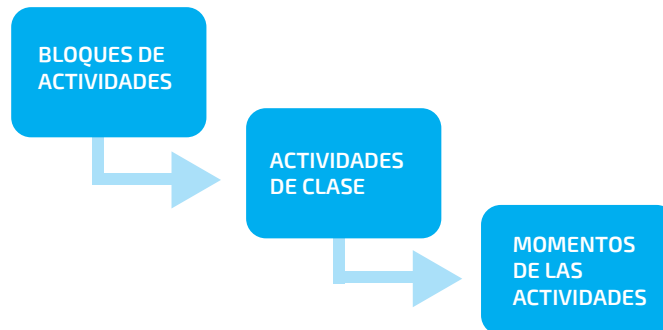 BLOQUES DE
ACTIVIDADES
ACTIVIDADES
DE CLASE
MOMENTOS
DE LAS
ACTIVIDADES